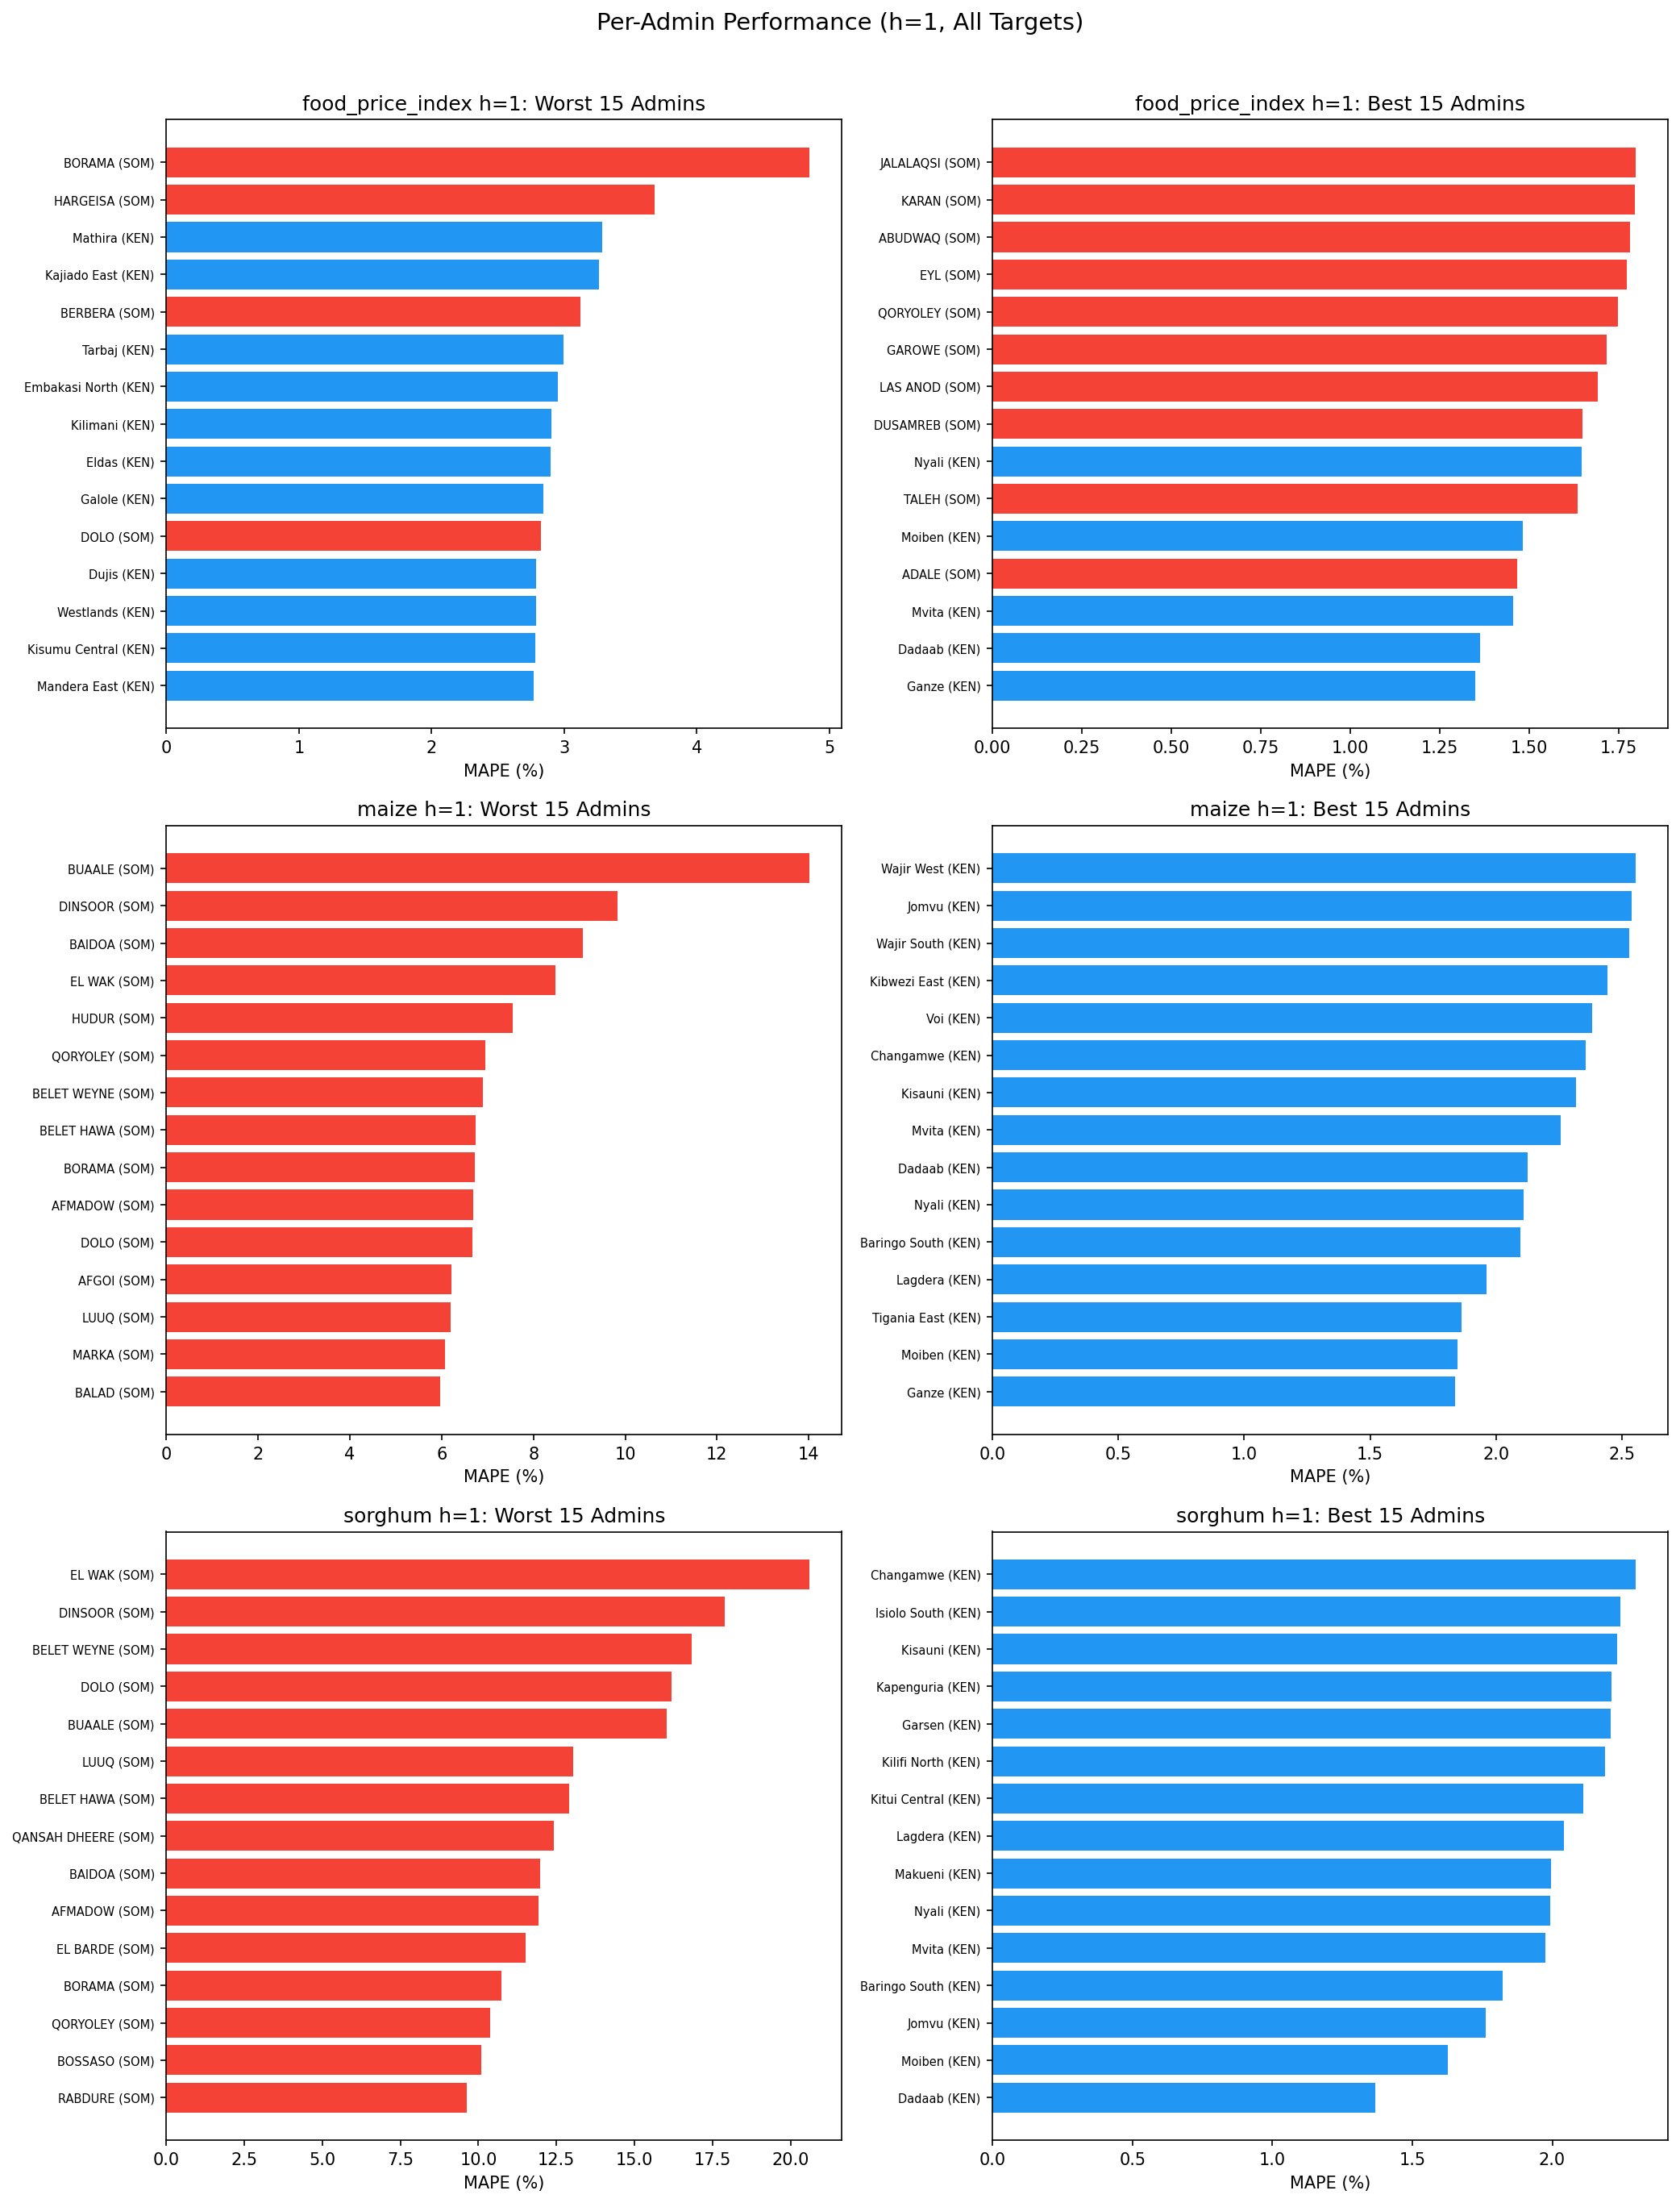 Per-Admin Performance (h=1, All Targets)
food_price_index h=1: Worst 15 Admins
BORAMA (SOM)
HARGEISA (SOM)
Mathira (KEN)
Kajiado East (KEN)
BERBERA (SOM)
Tarbaj (KEN)
Embakasi North (KEN)
Kilimani (KEN)
Eldas (KEN)
Galole (KEN)
DOLO (SOM)
Dujis (KEN)
Westlands (KEN)
Kisumu Central (KEN)
Mandera East (KEN)
0 1 2 3 4 5
MAPE (%)
food_price_index h=1: Best 15 Admins
JALALAQSI (SOM)
KARAN (SOM)
ABUDWAQ (SOM)
EYL (SOM)
QORYOLEY (SOM)
GAROWE (SOM)
LAS ANOD (SOM)
DUSAMREB (SOM)
Nyali (KEN)
TALEH (SOM)
Moiben (KEN)
ADALE (SOM)
Mvita (KEN)
Dadaab (KEN)
Ganze (KEN)
0.00 0.25 0.50 0.75 1.00 1.25 1.50 1.75
MAPE (%)
maize h=1: Worst 15 Admins
BUAALE (SOM)
DINSOOR (SOM)
BAIDOA (SOM)
EL WAK (SOM)
HUDUR (SOM)
QORYOLEY (SOM)
BELET WEYNE (SOM)
BELET HAWA (SOM)
BORAMA (SOM)
AFMADOW (SOM)
DOLO (SOM)
AFGOI (SOM)
LUUQ (SOM)
MARKA (SOM)
BALAD (SOM)
0 2 4 6 8 10 12 14
MAPE (%)
maize h=1: Best 15 Admins
Wajir West (KEN)
Jomvu (KEN)
Wajir South (KEN)
Kibwezi East (KEN)
Voi (KEN)
Changamwe (KEN)
Kisauni (KEN)
Mvita (KEN)
Dadaab (KEN)
Nyali (KEN)
Baringo South (KEN)
Lagdera (KEN)
Tigania East (KEN)
Moiben (KEN)
Ganze (KEN)
0.0 0.5 1.0 1.5 2.0 2.5
MAPE (%)
sorghum h=1: Worst 15 Admins
EL WAK (SOM)
DINSOOR (SOM)
BELET WEYNE (SOM)
DOLO (SOM)
BUAALE (SOM)
LUUQ (SOM)
BELET HAWA (SOM)
QANSAH DHEERE (SOM)
BAIDOA (SOM)
AFMADOW (SOM)
EL BARDE (SOM)
BORAMA (SOM)
QORYOLEY (SOM)
BOSSASO (SOM)
RABDURE (SOM)
0.0 2.5 5.0 7.5 10.0 12.5 15.0 17.5 20.0
MAPE (%)
sorghum h=1: Best 15 Admins
Changamwe (KEN)
Isiolo South (KEN)
Kisauni (KEN)
Kapenguria (KEN)
Garsen (KEN)
Kilifi North (KEN)
Kitui Central (KEN)
Lagdera (KEN)
Makueni (KEN)
Nyali (KEN)
Mvita (KEN)
Baringo South (KEN)
Jomvu (KEN)
Moiben (KEN)
Dadaab (KEN)
0.0 0.5 1.0 1.5 2.0
MAPE (%)